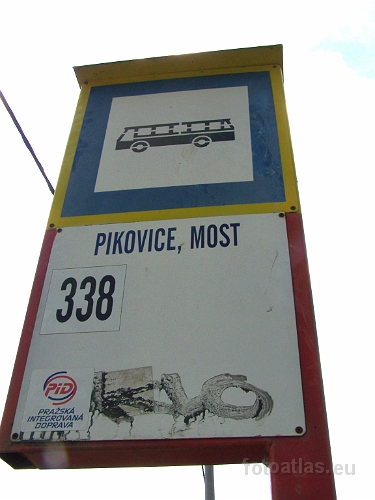 PIKOVICE, MOST
338
PID
PRAŽSKÁ
INTEGROVANÁ
DOPRAVA
fotoatlas.eu